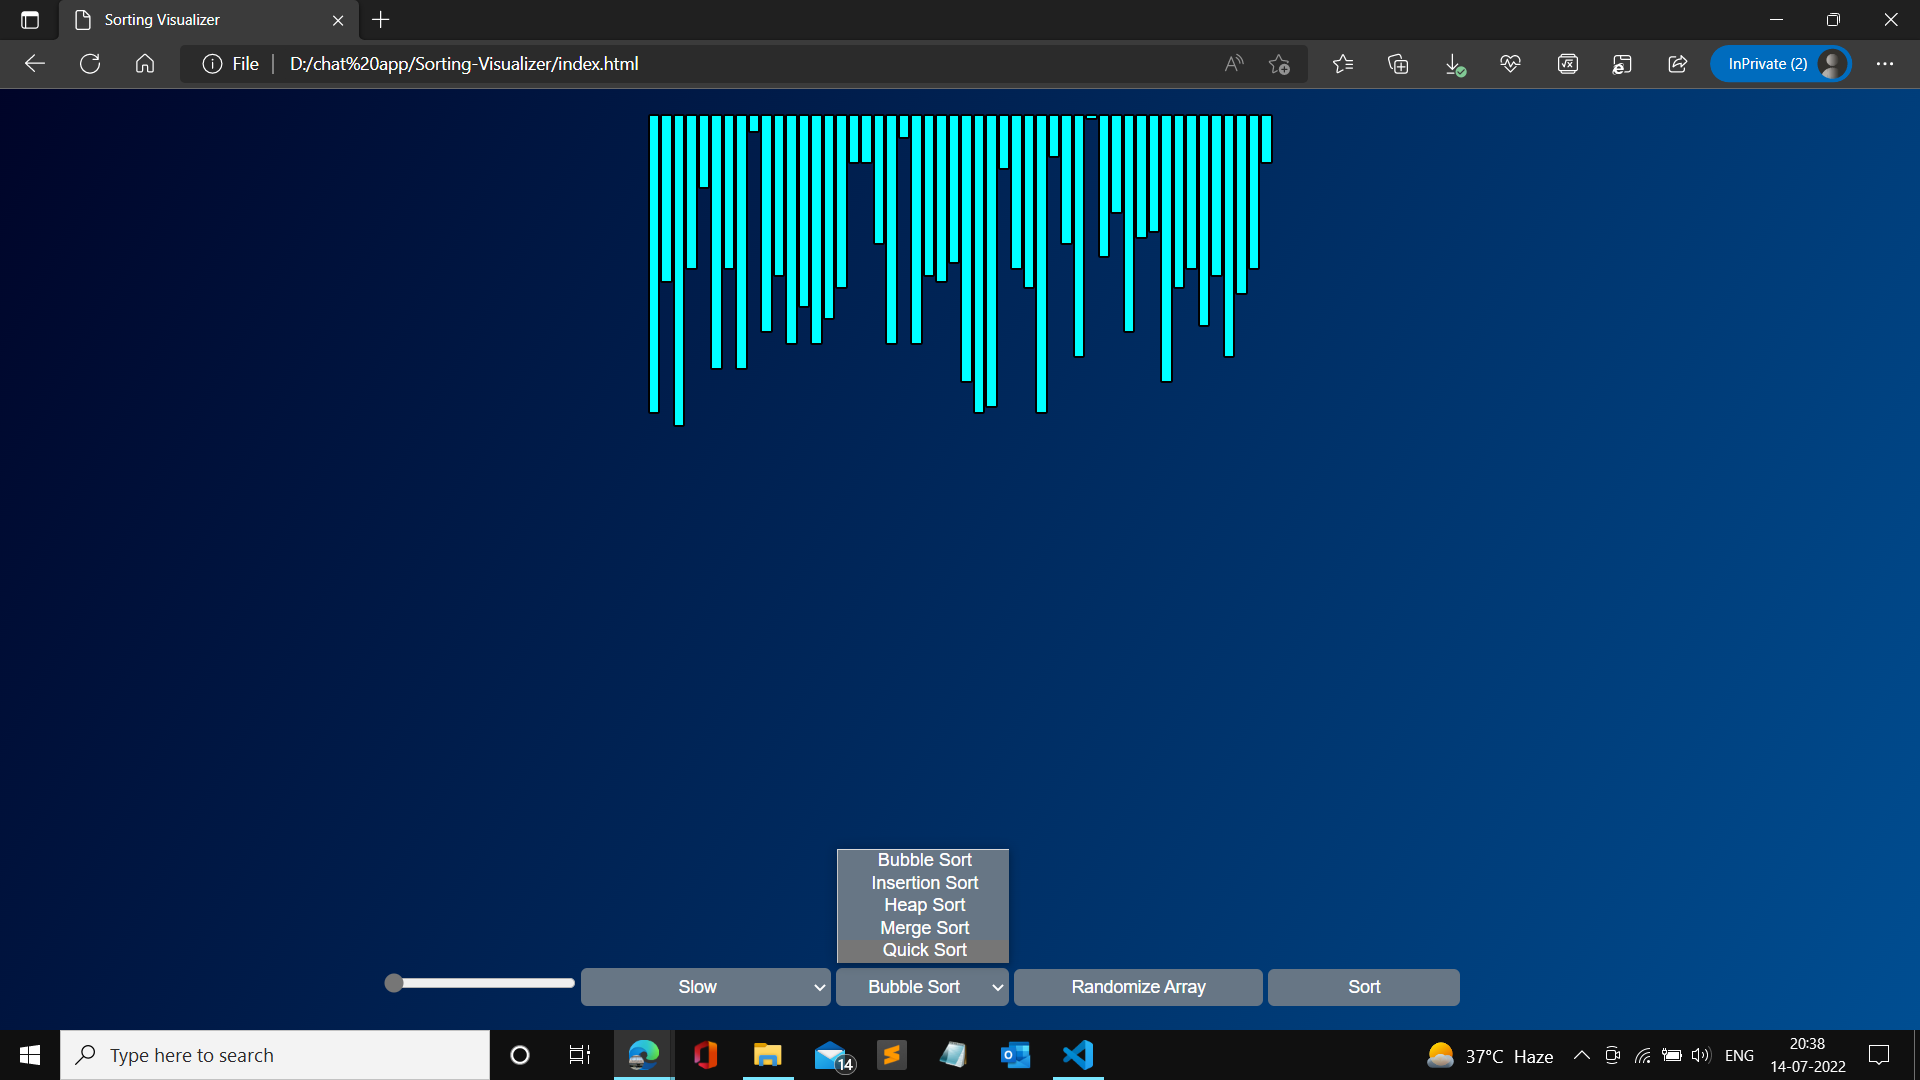 Sorting Visualizer
File
D:/chat%20app/Sorting-Visualizer/index.html
InPrivate (2)
Bubble Sort
Insertion Sort
Heap Sort
Merge Sort
Quick Sort
Slow
Bubble Sort
Randomize Array
Sort
Type here to search
14
37°C Haze
ENG
20:38
14-07-2022